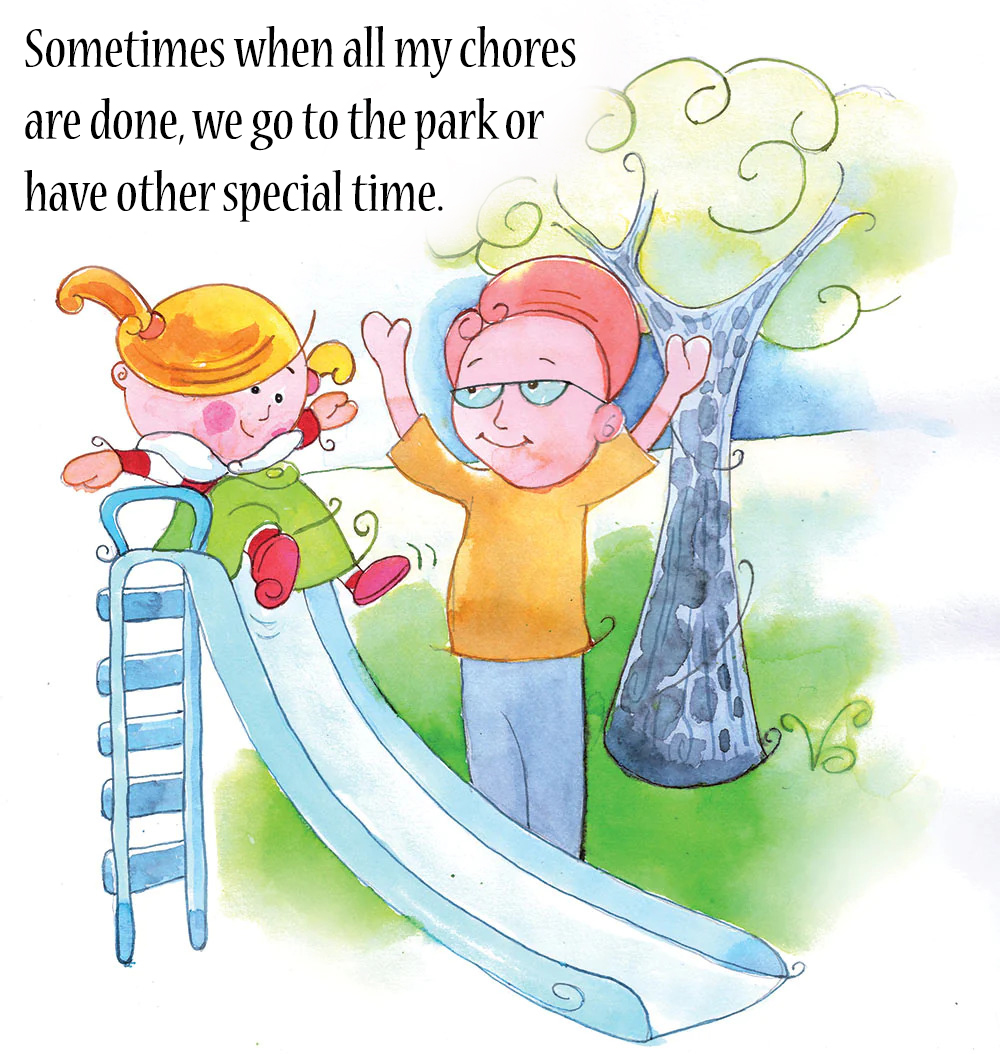 Sometimes when all my chores
are done, we go to the park or
have other special time.